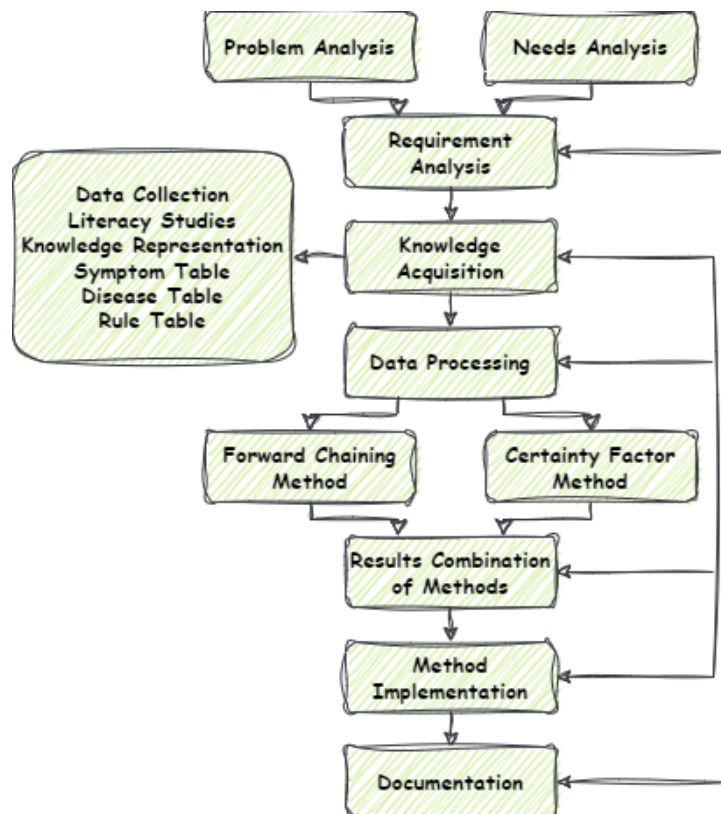 Problem Analysis
Needs Analysis
Requirement
Analysis
Data Collection
Literacy Studies
Knowledge Representation
Symptom Table
Disease Table
Rule Table
Knowledge
Acquisition
Data Processing
Forward Chaining
Method
Certainty Factor
Method
Results Combination
of Methods
Method
Implementation
Documentation